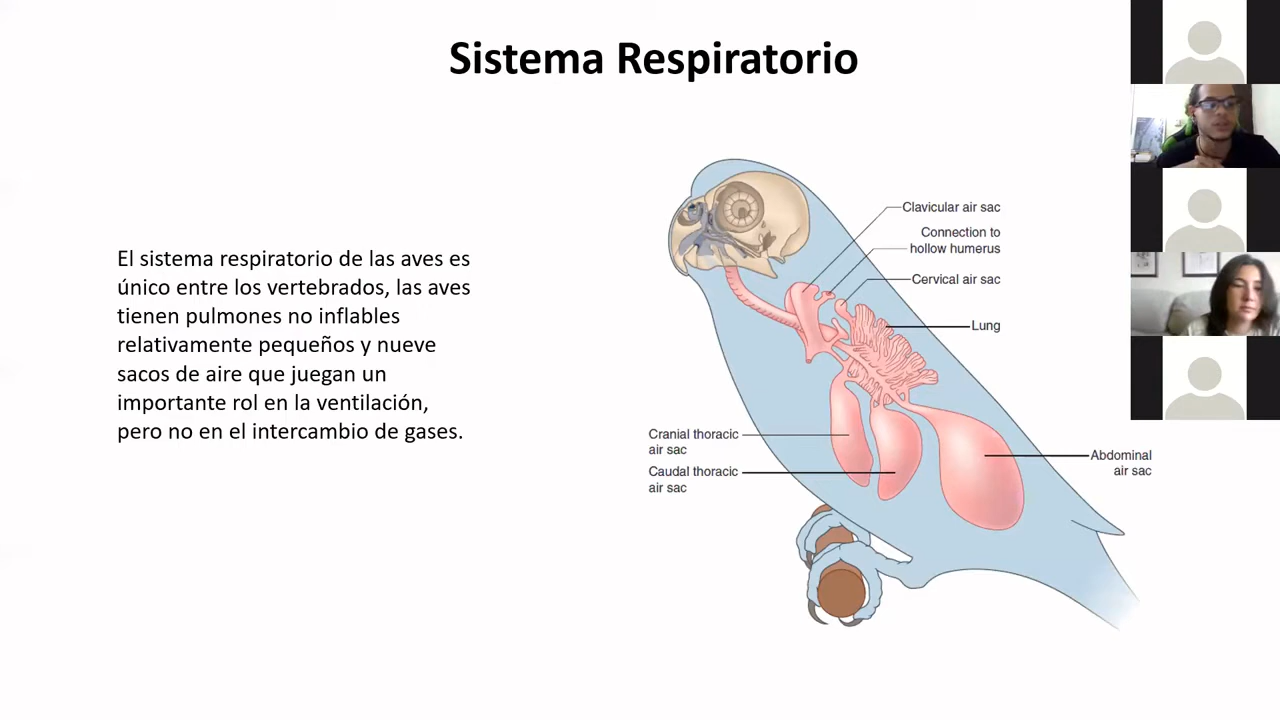 Sistema Respiratorio
El sistema respiratorio de las aves es
único entre los vertebrados, las aves
tienen pulmones no inflables
relativamente pequeños y nueve
sacos de aire que juegan un
importante rol en la ventilación,
pero no en el intercambio de gases.
Clavicular air sac
Connection to
hollow humerus
Cervical air sac
Lung
Cranial thoracic
air sac
Caudal thoracic
air sac
Abdominal
air sac